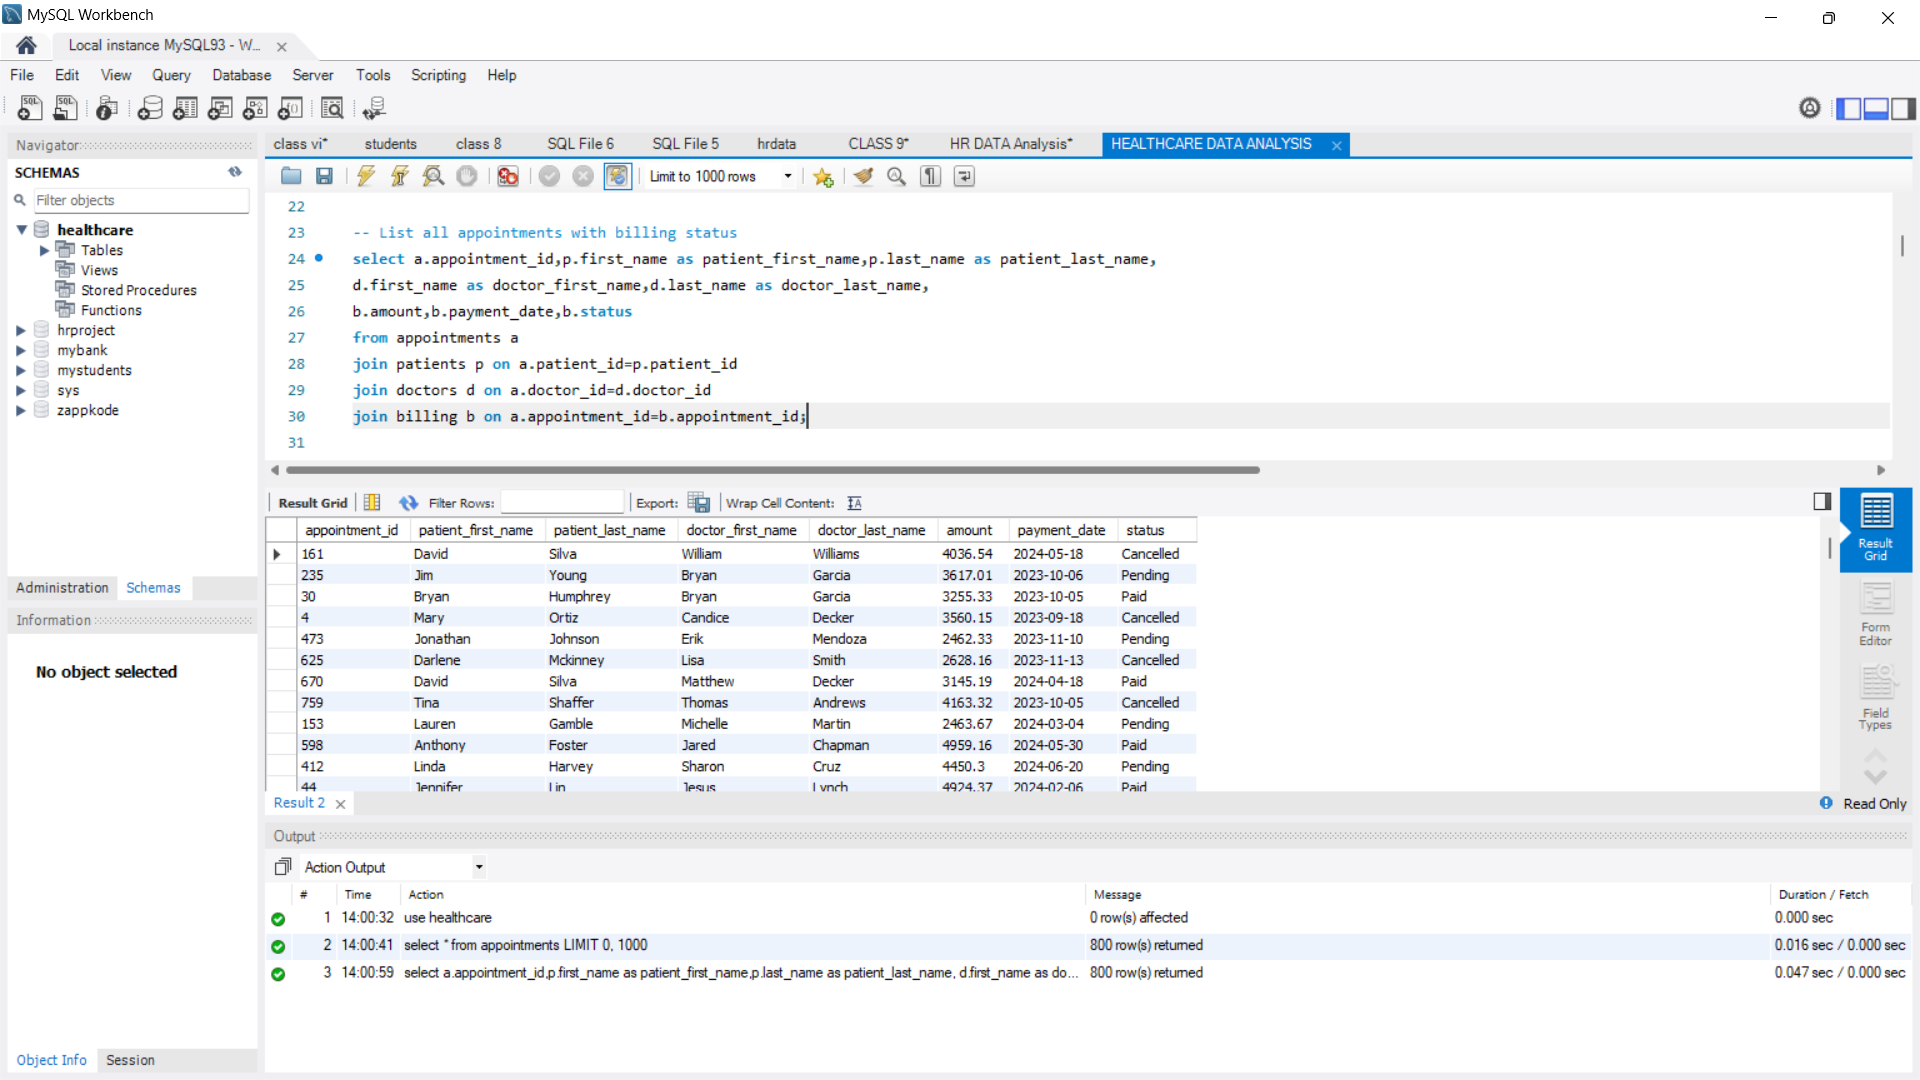 MySQL Workbench
Local instance MySQL93 - W...
File Edit View Query Database Server Tools Scripting Help
Navigator
SCHEMAS
Filter objects
healthcare
Tables
Views
Stored Procedures
Functions
hrproject
mybank
mystudents
sys
zappkode
Administration Schemas
Information
No object selected
Object Info Session
class vi* students class 8 SQL File 6 SQL File 5 hrdata CLASS 9* HR DATA Analysis* HEALTHCARE DATA ANALYSIS
Limit to 1000 rows
22
23 -- List all appointments with billing status
24 select a.appointment_id,p.first_name as patient_first_name,p.last_name as patient_last_name,
25 d.first_name as doctor_first_name,d.last_name as doctor_last_name,
26 b.amount,b.payment_date,b.status
27 from appointments a
28 join patients p on a.patient_id=p.patient_id
29 join doctors d on a.doctor_id=d.doctor_id
30 join billing b on a.appointment_id=b.appointment_id;
31
Result Grid Filter Rows: Export: Wrap Cell Content:
appointment_id patient_first_name patient_last_name doctor_first_name doctor_last_name amount payment_date status
161 David Silva William Williams 4036.54 2024-05-18 Cancelled
235 Jim Young Bryan Garcia 3617.01 2023-10-06 Pending
30 Bryan Humphrey Bryan Garcia 3255.33 2023-10-05 Paid
4 Mary Ortiz Candice Decker 3560.15 2023-09-18 Cancelled
473 Jonathan Johnson Erik Mendoza 2462.33 2023-11-10 Pending
625 Darlene Mckinney Lisa Smith 2628.16 2023-11-13 Cancelled
670 David Silva Matthew Decker 3145.19 2024-04-18 Paid
759 Tina Shaffer Thomas Andrews 4163.32 2023-10-05 Cancelled
153 Lauren Gamble Michelle Martin 2463.67 2024-03-04 Pending
598 Anthony Foster Jared Chapman 4959.16 2024-05-30 Paid
412 Linda Harvey Sharon Cruz 4450.3 2024-06-20 Pending
44 Jennifer Lin Jesus Lynch 4924.37 2024-02-06 Paid
Result Grid
Form Editor
Field Types
Result 2
Read Only
Output
Action Output
# Time Action Message Duration / Fetch
1 14:00:32 use healthcare 0 row(s) affected 0.000 sec
2 14:00:41 select * from appointments LIMIT 0, 1000 800 row(s) returned 0.016 sec / 0.000 sec
3 14:00:59 select a.appointment_id,p.first_name as patient_first_name,p.last_name as patient_last_name, d.first_name as do... 800 row(s) returned 0.047 sec / 0.000 sec